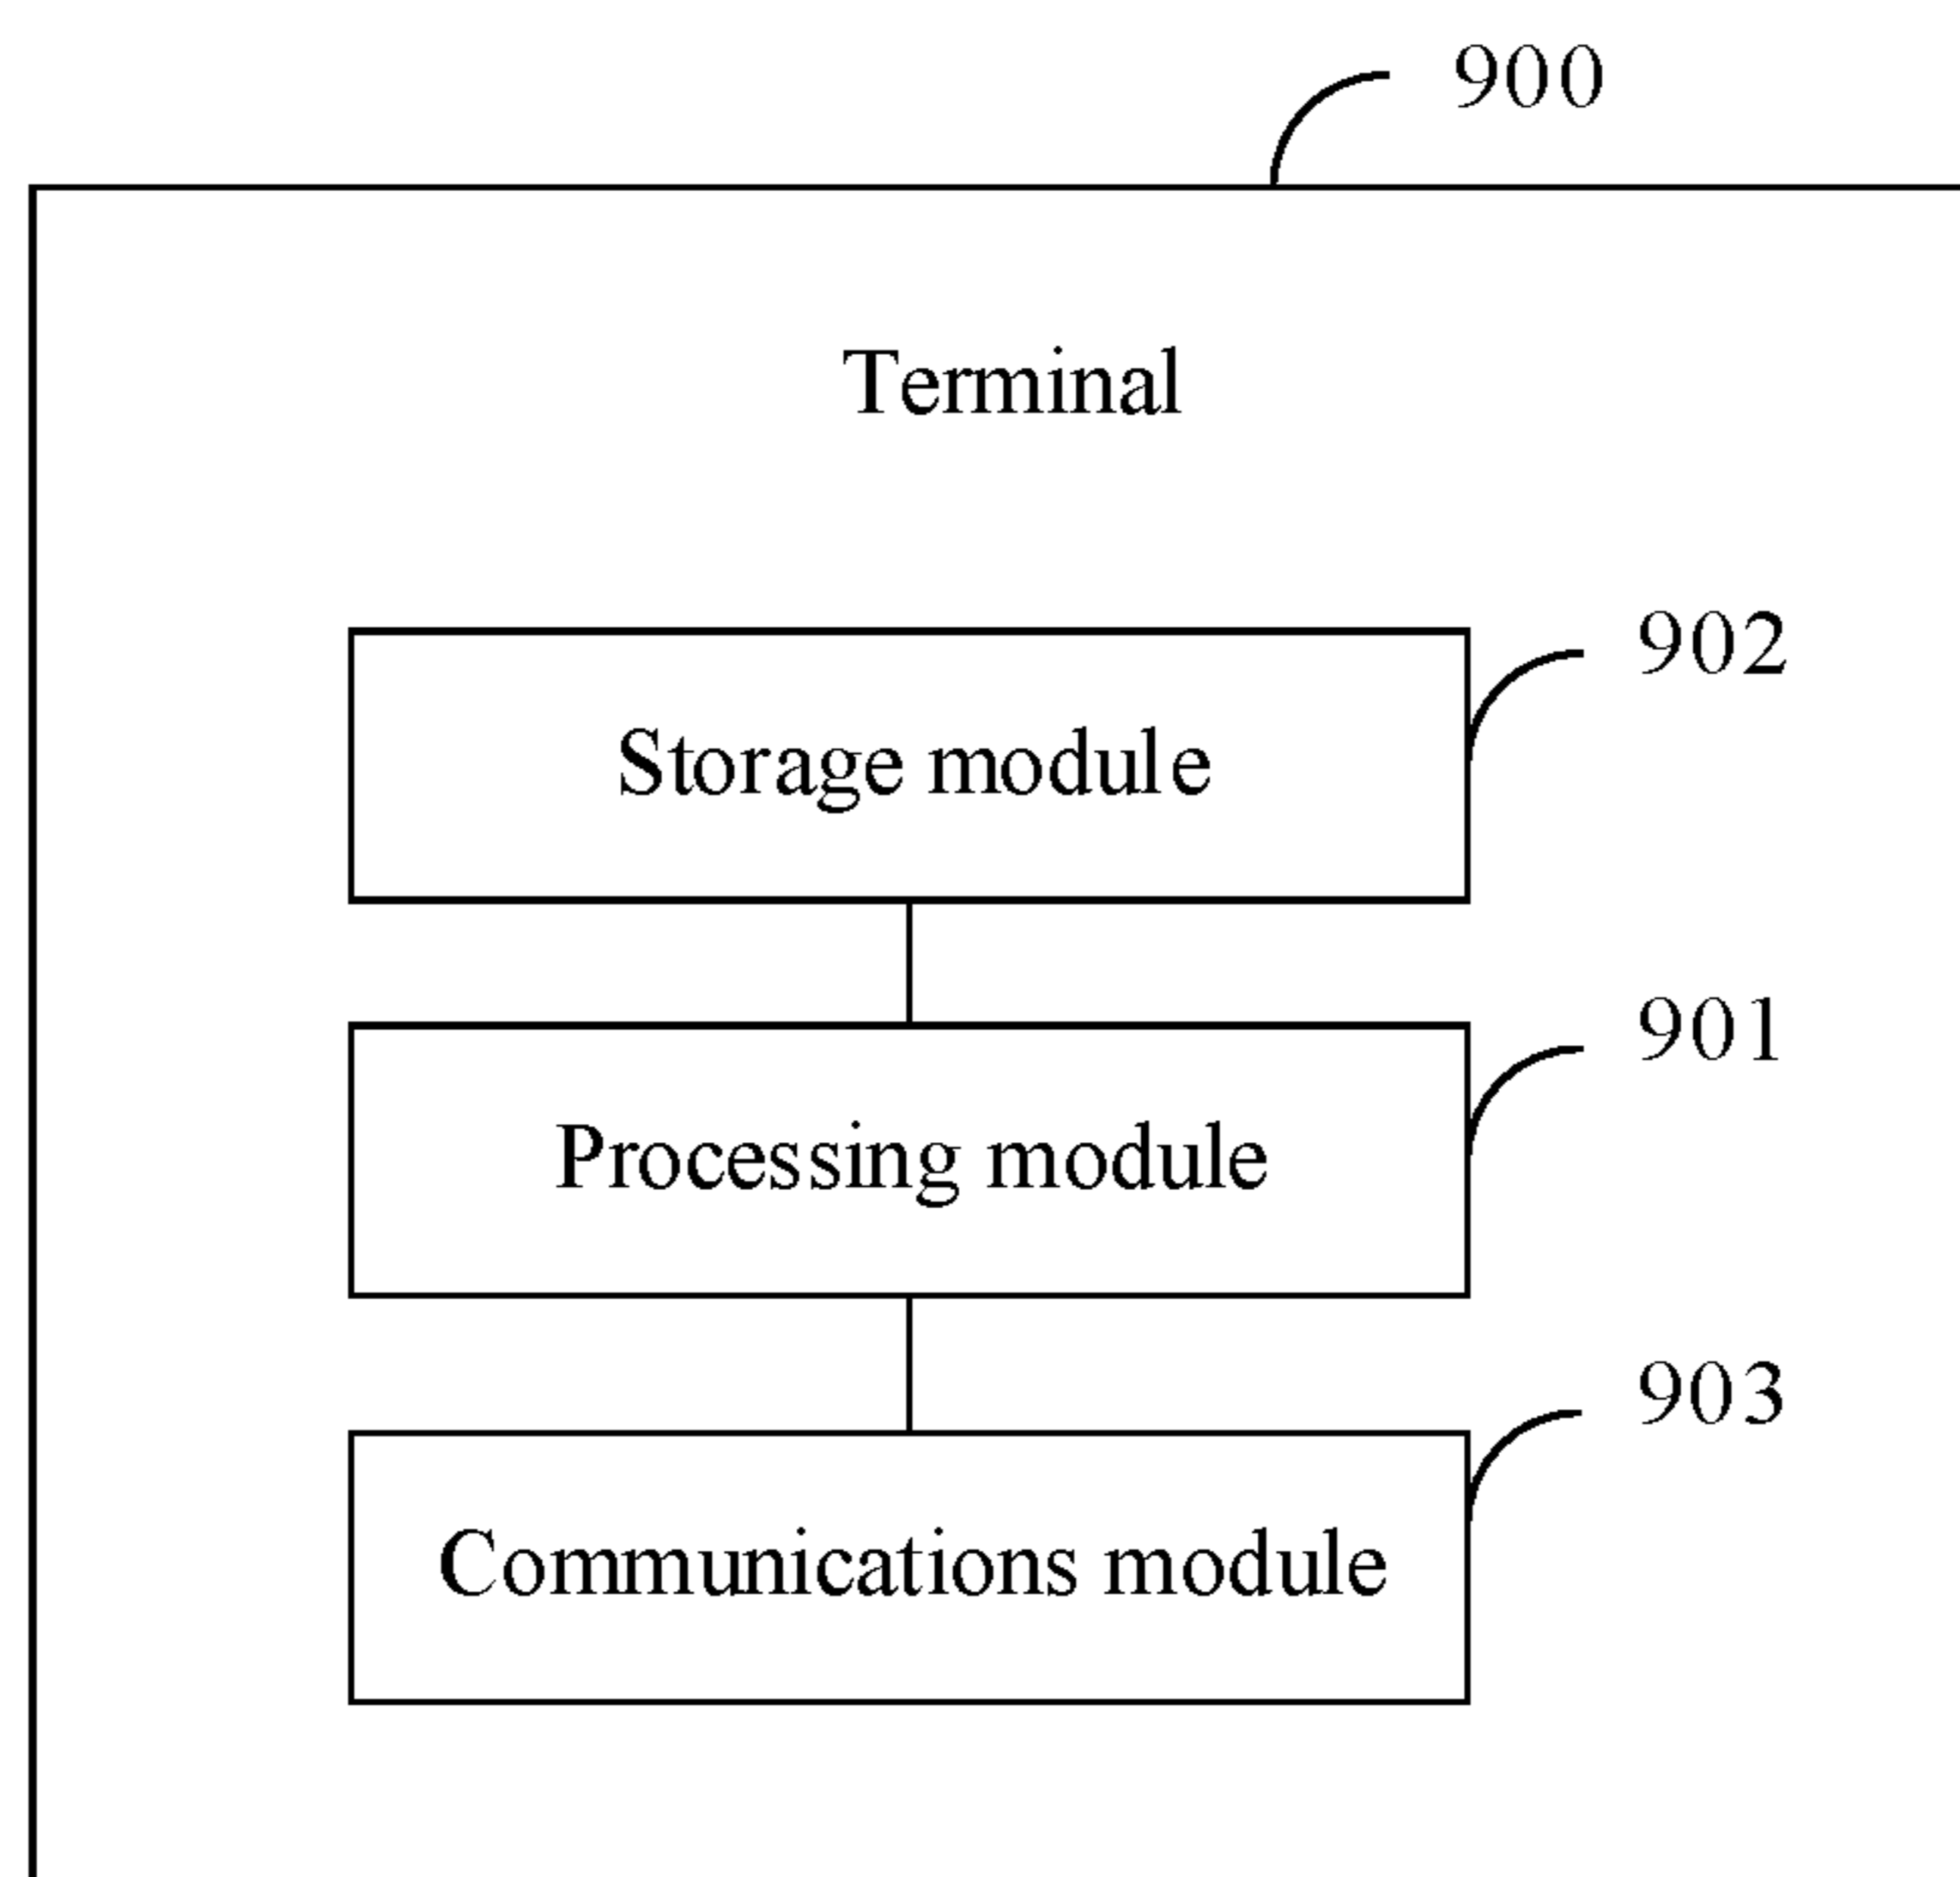 900
Terminal
902
Storage module
901
Processing module
903
Communications module